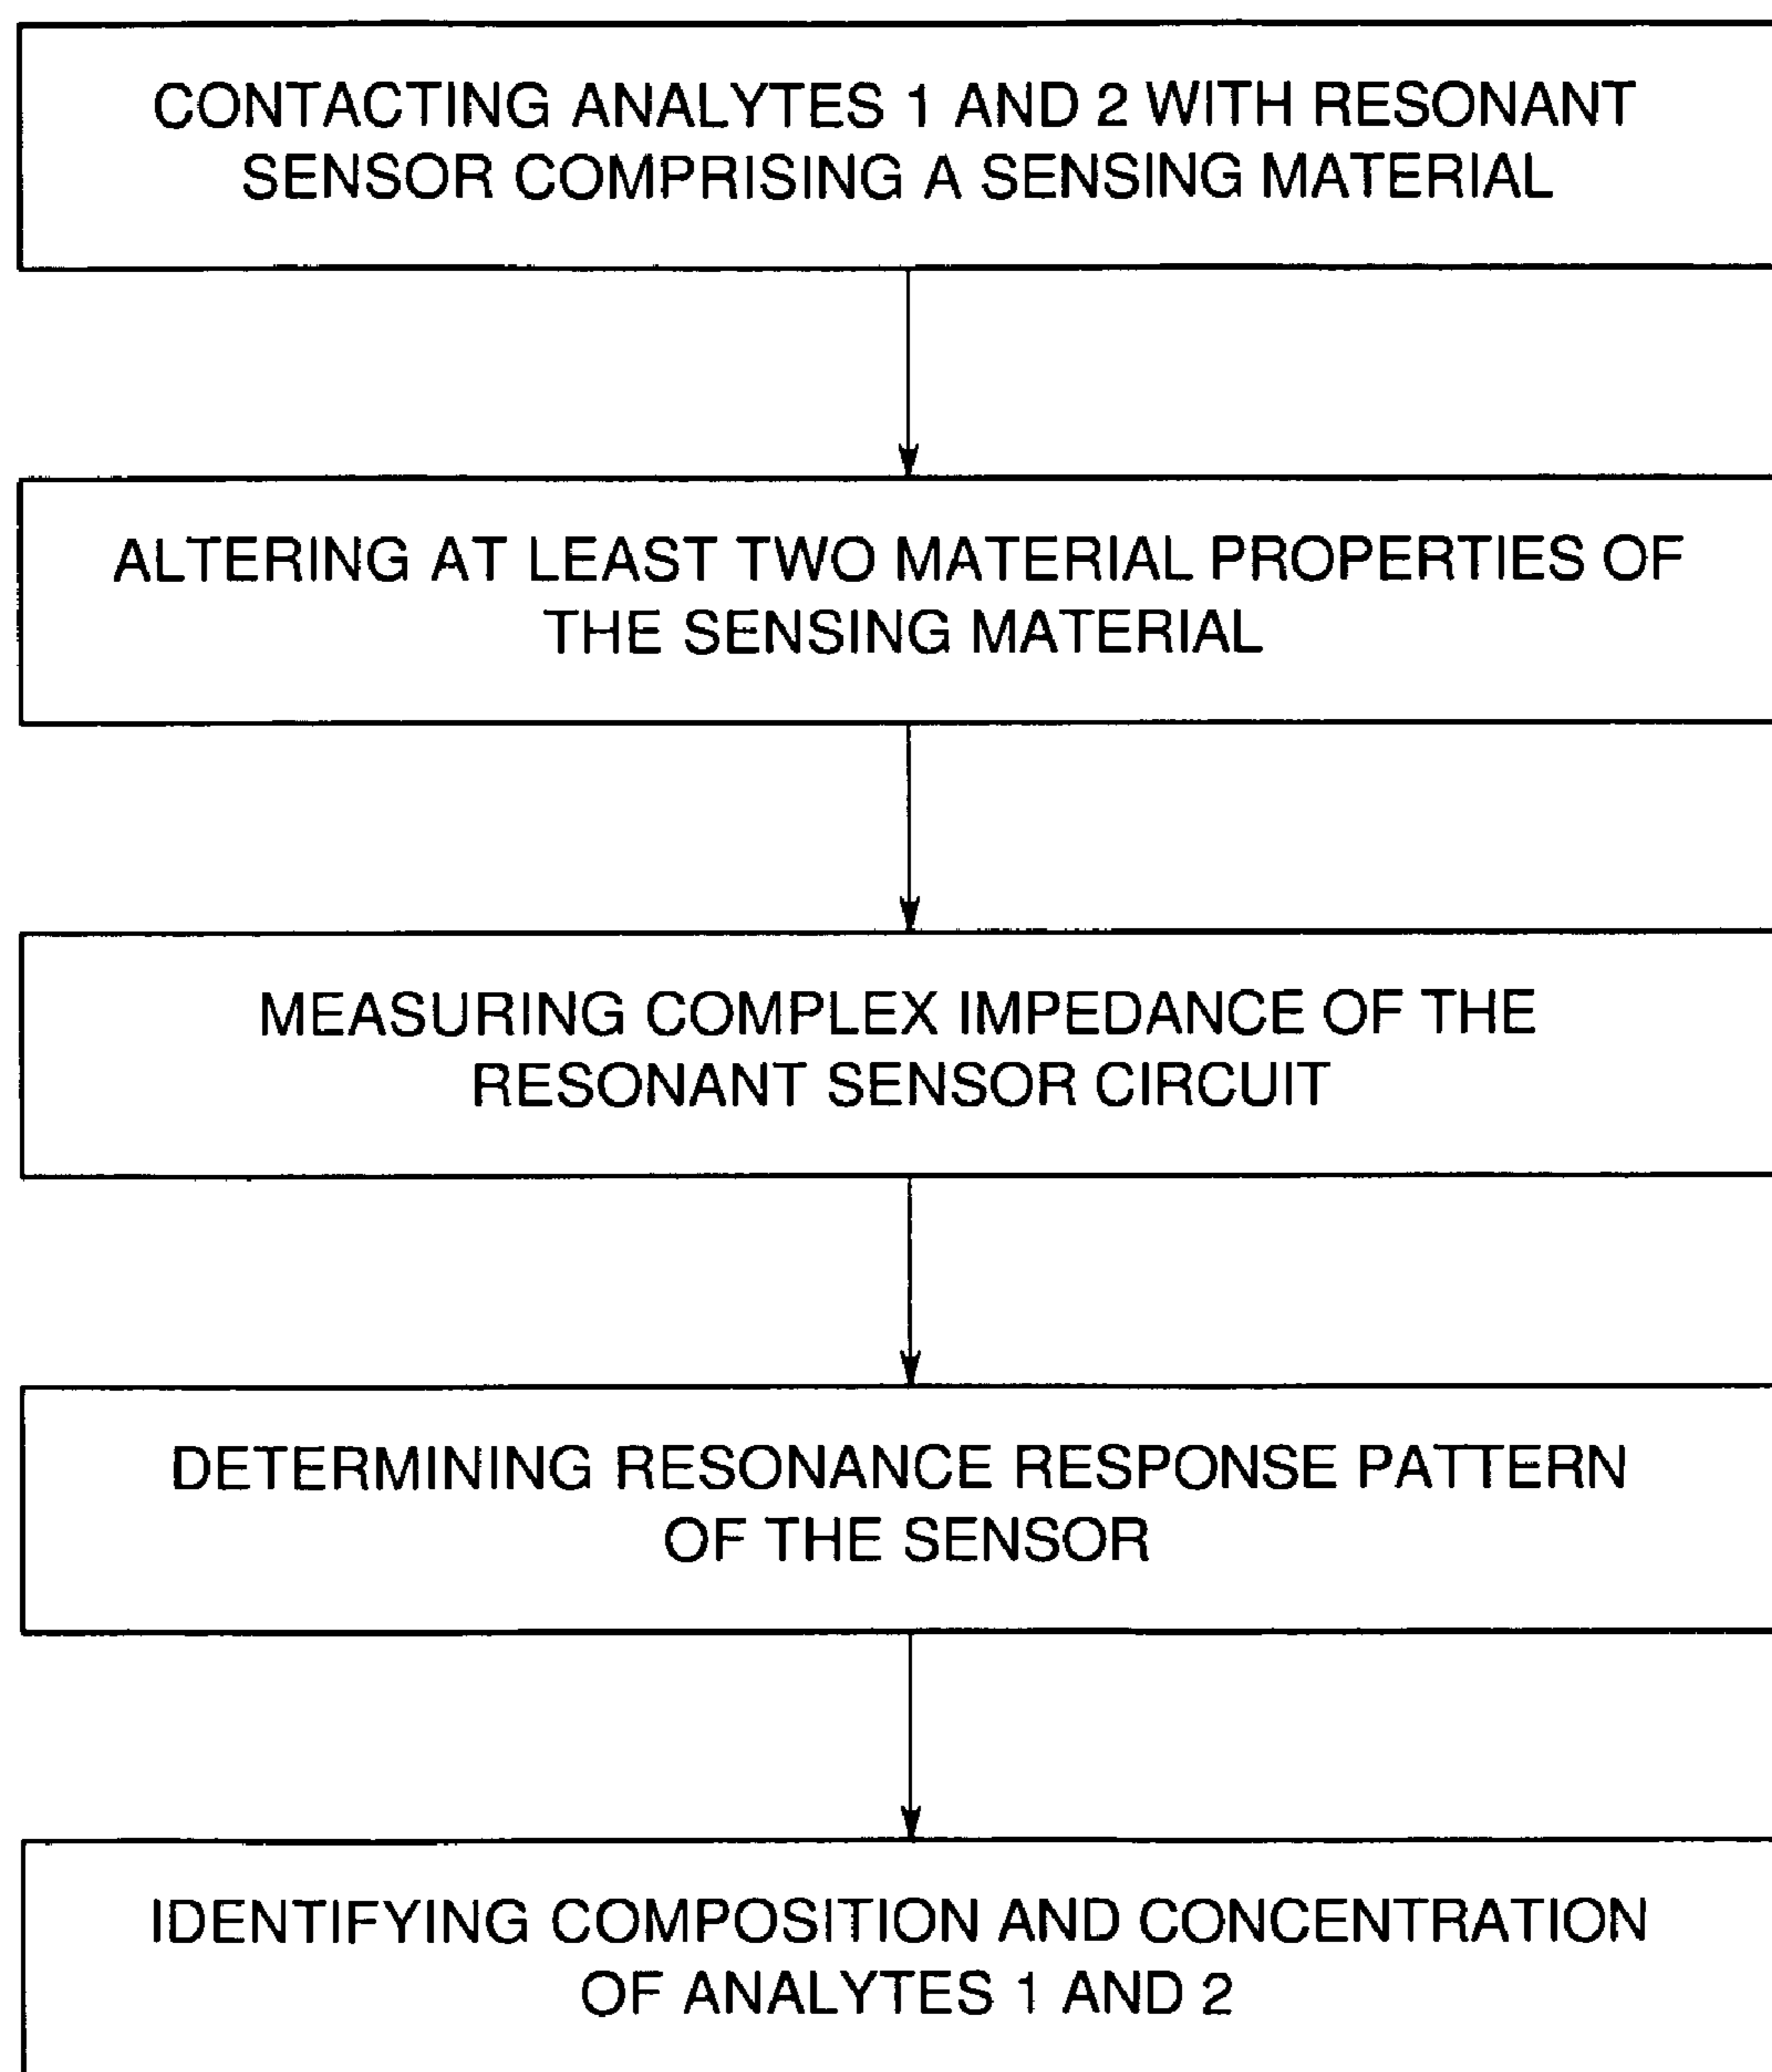 CONTACTING ANALYTES 1 AND 2 WITH RESONANT
SENSOR COMPRISING A SENSING MATERIAL
ALTERING AT LEAST TWO MATERIAL PROPERTIES OF
THE SENSING MATERIAL
MEASURING COMPLEX IMPEDANCE OF THE
RESONANT SENSOR CIRCUIT
DETERMINING RESONANCE RESPONSE PATTERN
OF THE SENSOR
IDENTIFYING COMPOSITION AND CONCENTRATION
OF ANALYTES 1 AND 2